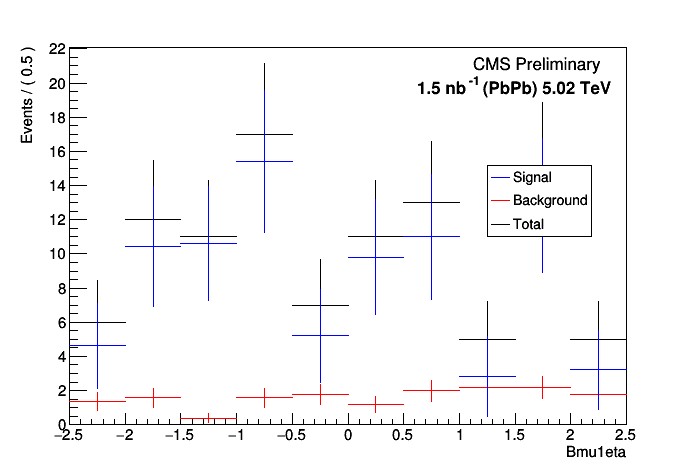 CMS Preliminary
1.5 nb⁻¹ (PbPb) 5.02 TeV
Events / ( 0.5 )
22
20
18
16
14
12
10
8
6
4
2
0
Signal
Background
Total
−2.5 −2 −1.5 −1 −0.5 0 0.5 1 1.5 2 2.5
Bmu1eta